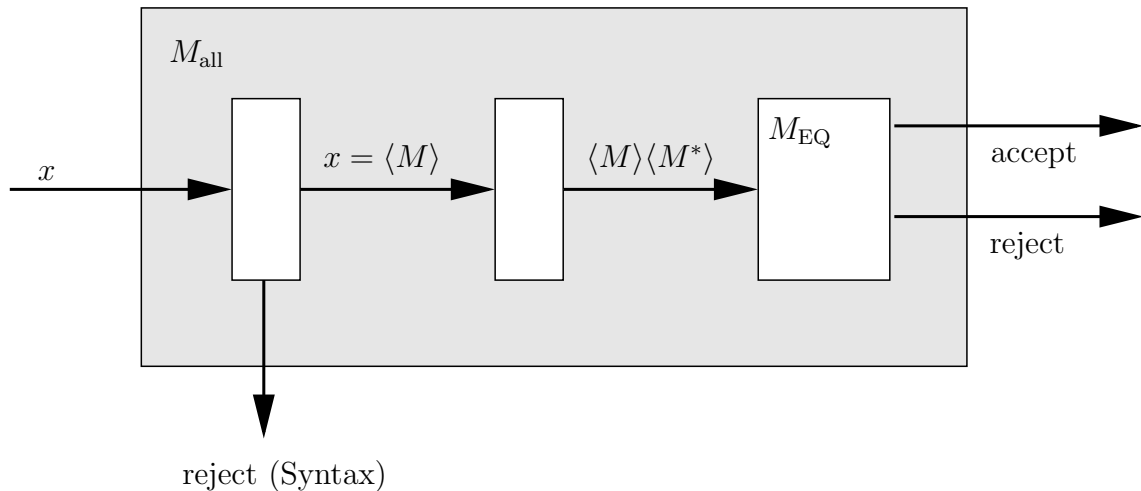 M_all
M_EQ
x
x = ⟨M⟩
⟨M⟩⟨M*⟩
accept
reject
reject (Syntax)